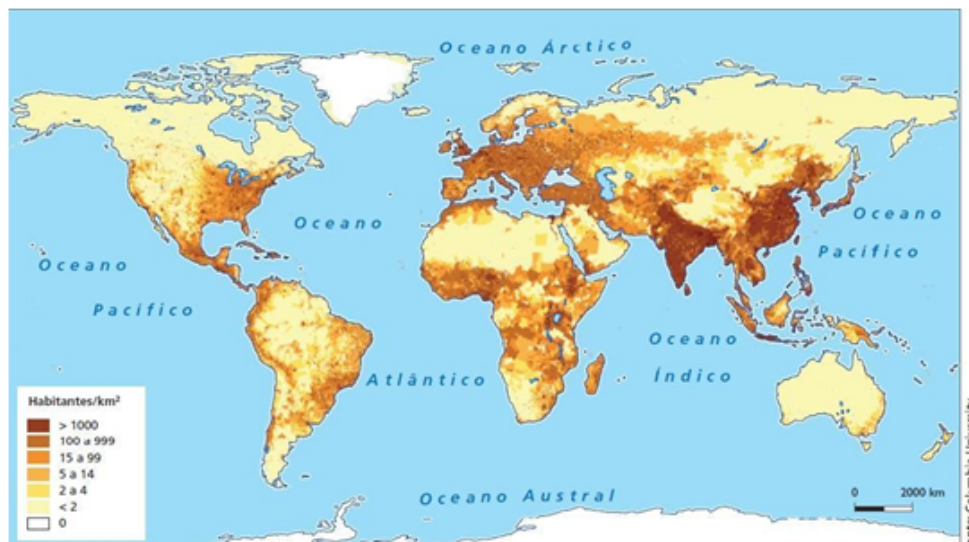 Oceano Árctico
Oceano
Oceano
Pacífico
Oceano
Pacífico
Atlântico
Oceano
Índico
Oceano Austral
Habitantes/km²
> 1000
100 a 999
15 a 99
5 a 14
2 a 4
< 2
0
0 2000 km